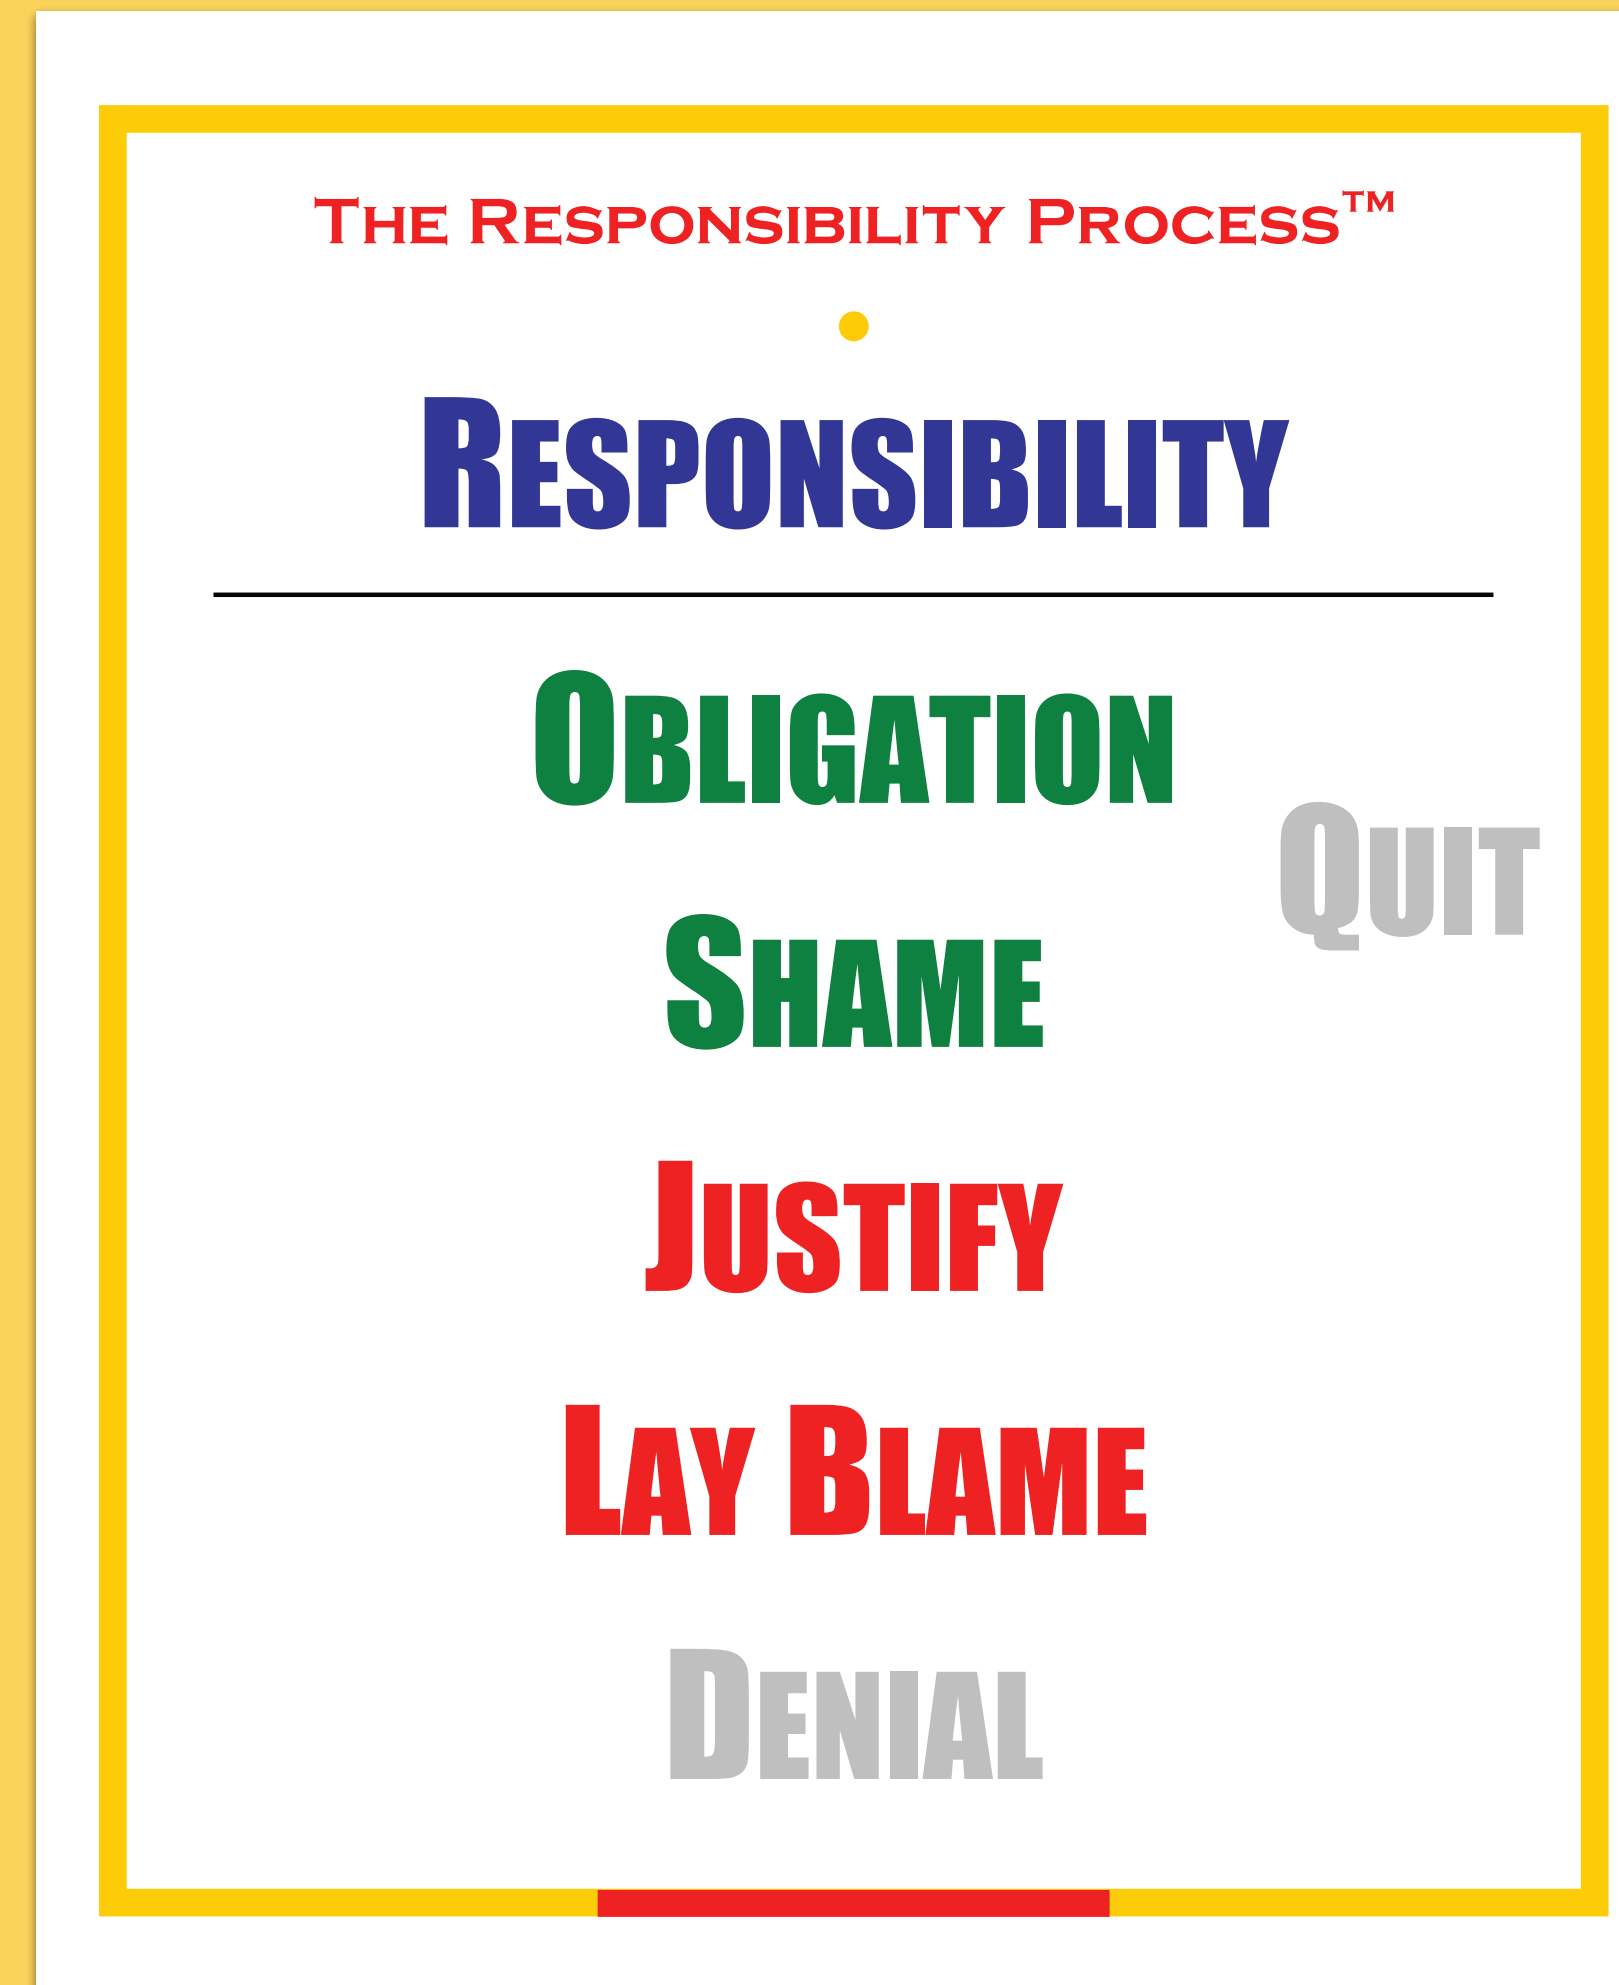 THE RESPONSIBILITY PROCESS™
RESPONSIBILITY
OBLIGATION
QUIT
SHAME
JUSTIFY
LAY BLAME
DENIAL